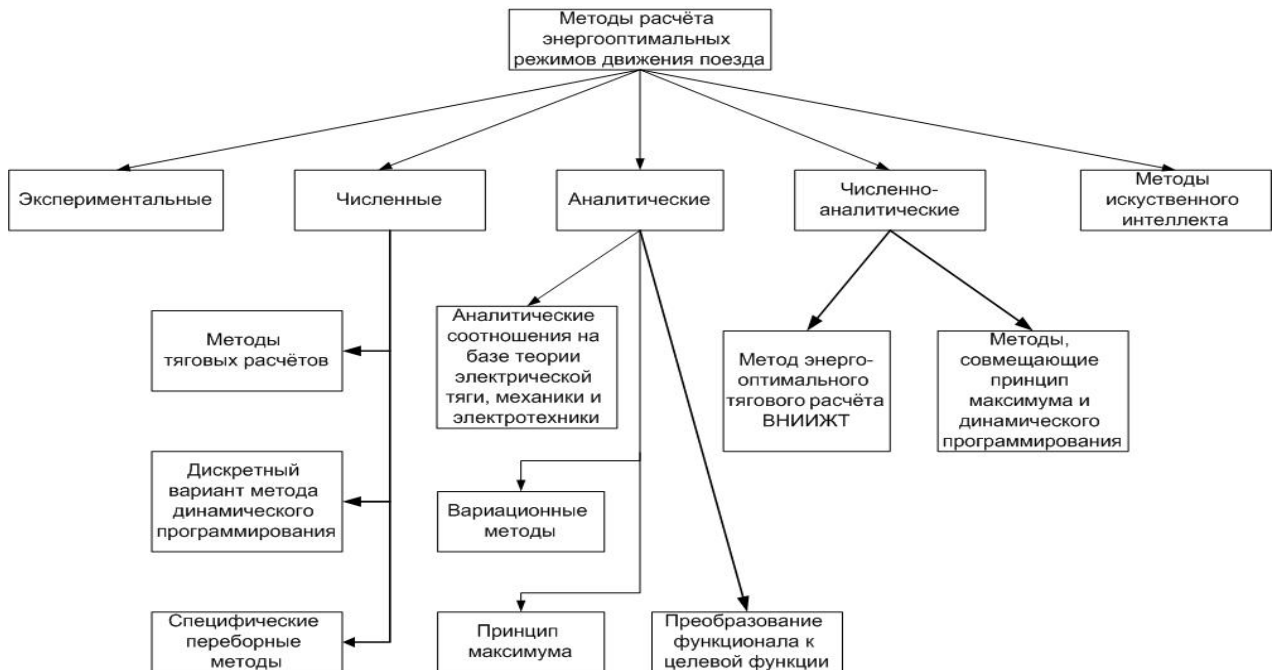 Методы расчёта
энергооптимальных
режимов движения поезда
Экспериментальные
Численные
Аналитические
Численно-
аналитические
Методы
искуственного
интеллекта
Методы
тяговых расчётов
Дискретный
вариант метода
динамического
программирования
Специфические
переборные
методы
Аналитические
соотношения на
базе теории
электрической
тяги, механики и
электротехники
Вариационные
методы
Принцип
максимума
Преобразование
функционала к
целевой функции
Метод энерго-
оптимального
тягового расчёта
ВНИИЖТ
Методы,
совмещающие
принцип
максимума и
динамического
программирования